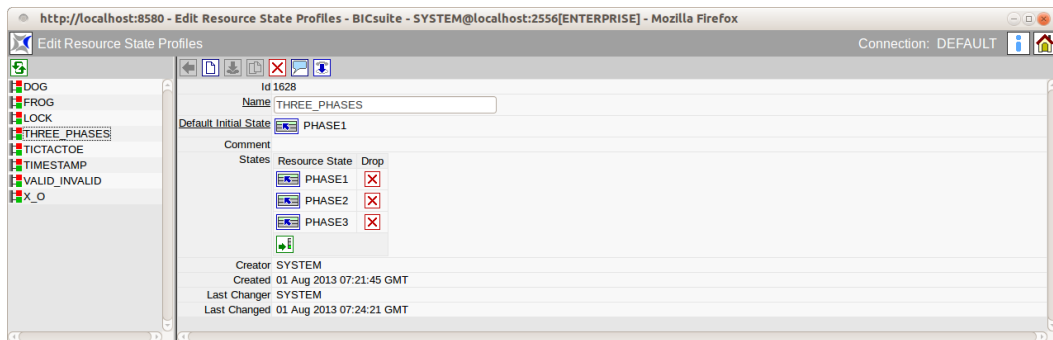 http://localhost:8580 - Edit Resource State Profiles - BICsuite - SYSTEM@localhost:2556[ENTERPRISE] - Mozilla Firefox
Edit Resource State Profiles Connection: DEFAULT
DOG
FROG
LOCK
THREE_PHASES
TICTACTOE
TIMESTAMP
VALID_INVALID
X_O
Id 1628
Name THREE_PHASES
Default Initial State PHASE1
Comment
States Resource State Drop
PHASE1
PHASE2
PHASE3
Creator SYSTEM
Created 01 Aug 2013 07:21:45 GMT
Last Changer SYSTEM
Last Changed 01 Aug 2013 07:24:21 GMT